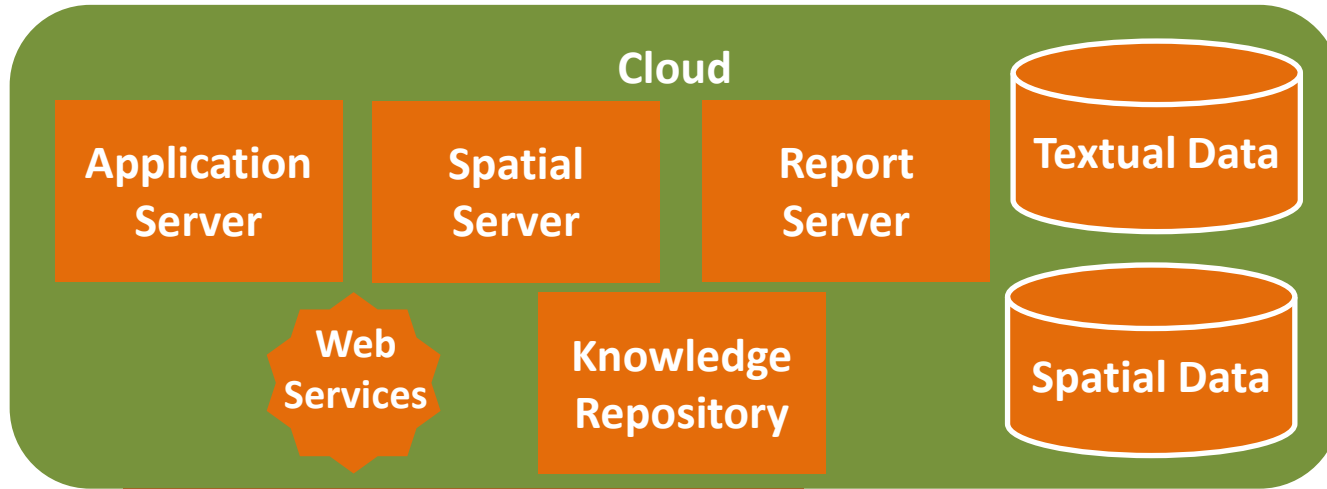 Cloud
Application
Server
Spatial
Server
Report
Server
Textual Data
Web
Services
Knowledge
Repository
Spatial Data